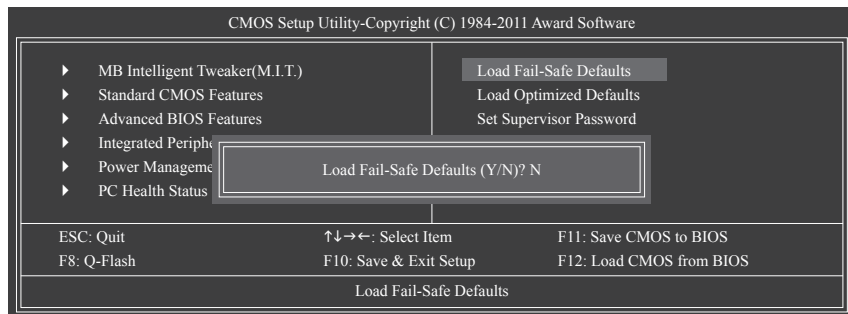 CMOS Setup Utility-Copyright (C) 1984-2011 Award Software
MB Intelligent Tweaker(M.I.T.)
Standard CMOS Features
Advanced BIOS Features
Integrated
Power
PC Health Status
Load Fail-Safe Defaults
Load Optimized Defaults
Set Supervisor Password
Load Fail-Safe Defaults (Y/N)? N
ESC: Quit
↑↓→←: Select Item
F11: Save CMOS to BIOS
F8: Q-Flash
F10: Save & Exit Setup
F12: Load CMOS from BIOS
Load Fail-Safe Defaults